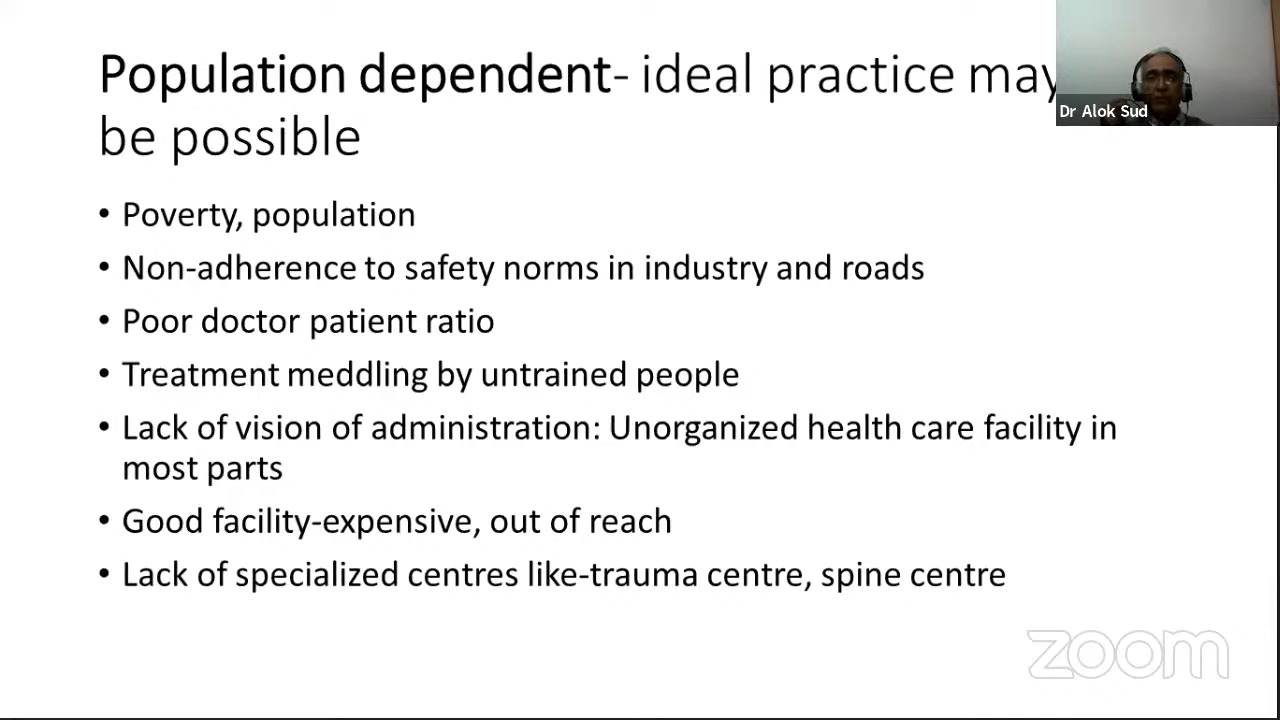 Population dependent- ideal practice may
be possible
• Poverty, population
• Non-adherence to safety norms in industry and roads
• Poor doctor patient ratio
• Treatment meddling by untrained people
• Lack of vision of administration: Unorganized health care facility in
most parts
• Good facility-expensive, out of reach
• Lack of specialized centres like-trauma centre, spine centre
Dr Alok Sud
zoom